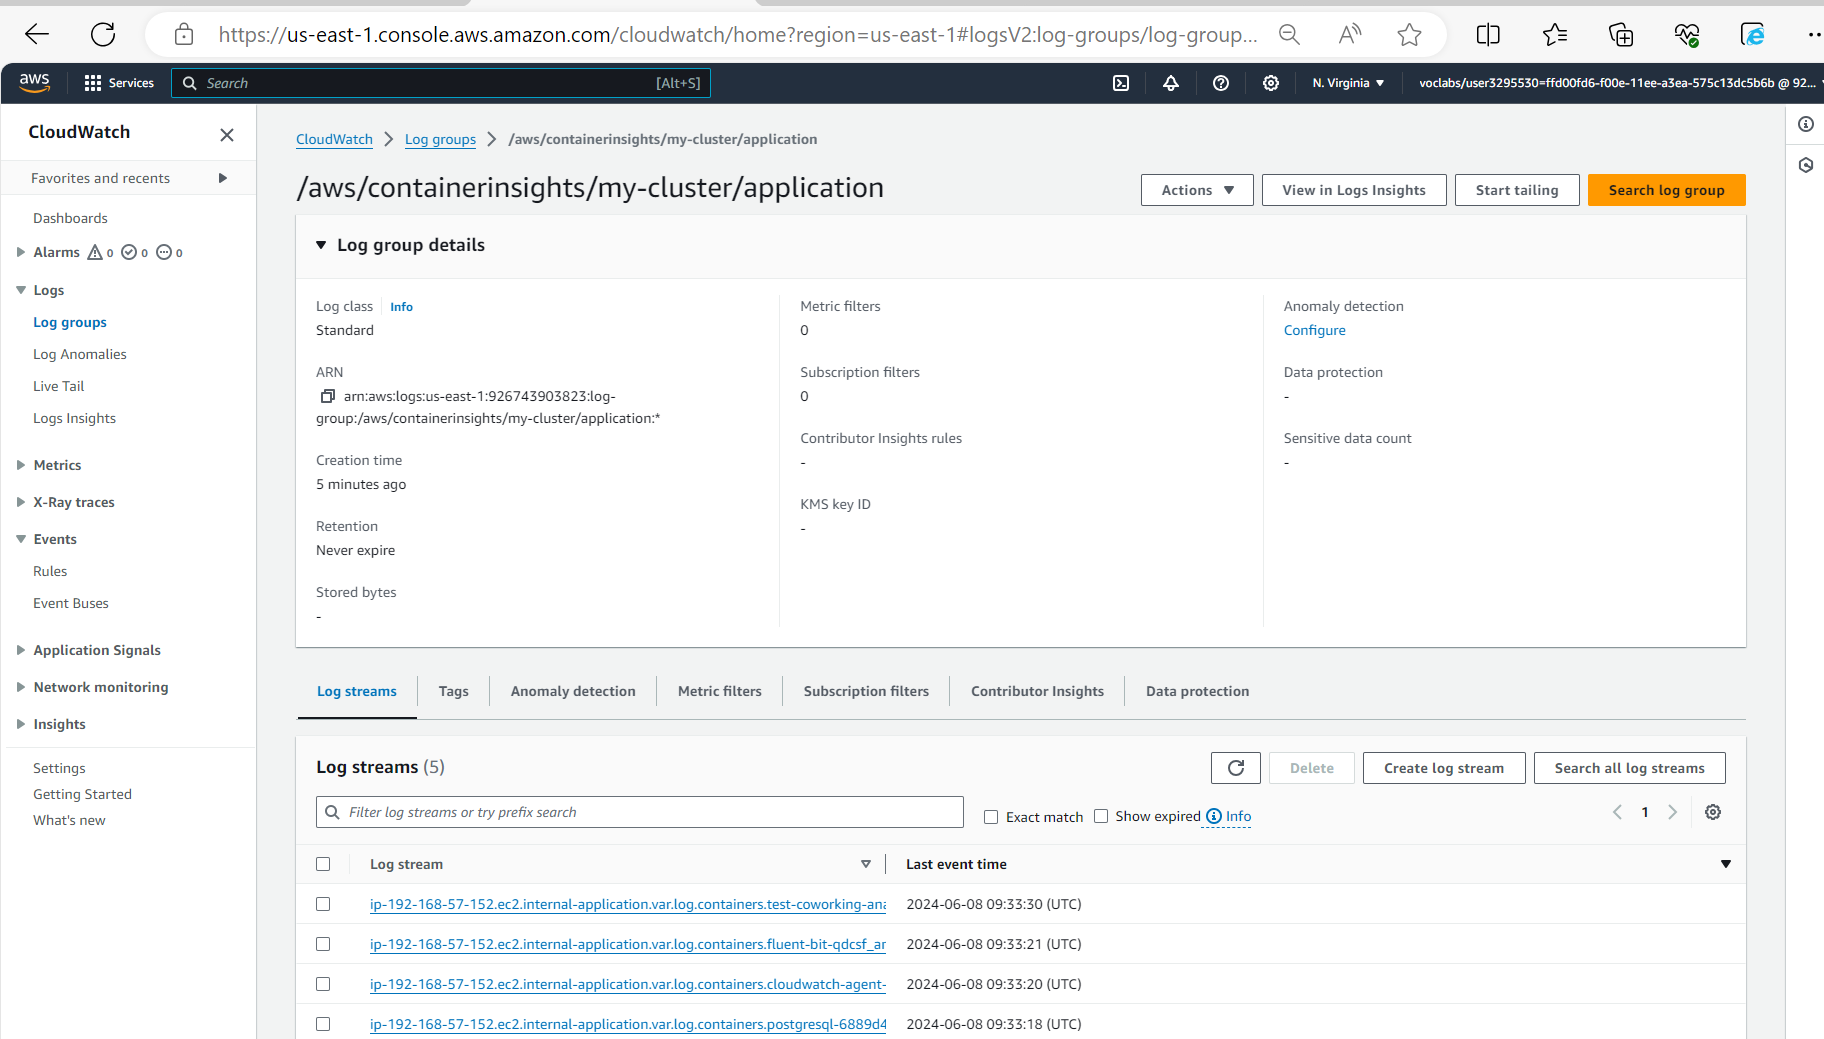 https://us-east-1.console.aws.amazon.com/cloudwatch/home?region=us-east-1#logsV2:log-groups/log-group...
aws
Services
Search
[Alt+S]
N. Virginia
voclabs/user3295530=ffd00fd6-f00e-11ee-a3ea-575c13dc5b6b @ 92...
CloudWatch
Favorites and recents
Dashboards
Alarms 0 0 0
Logs
Log groups
Log Anomalies
Live Tail
Logs Insights
Metrics
X-Ray traces
Events
Rules
Event Buses
Application Signals
Network monitoring
Insights
Settings
Getting Started
What's new
CloudWatch > Log groups > /aws/containerinsights/my-cluster/application
/aws/containerinsights/my-cluster/application
Actions
View in Logs Insights
Start tailing
Search log group
Log group details
Log class Info
Standard
ARN
arn:aws:logs:us-east-1:926743903823:log-
group:/aws/containerinsights/my-cluster/application:*
Creation time
5 minutes ago
Retention
Never expire
Stored bytes
-
Metric filters
0
Subscription filters
0
Contributor Insights rules
-
KMS key ID
-
Anomaly detection
Configure
Data protection
-
Sensitive data count
-
Log streams
Tags
Anomaly detection
Metric filters
Subscription filters
Contributor Insights
Data protection
Log streams (5)
Delete
Create log stream
Search all log streams
Filter log streams or try prefix search
Exact match
Show expired
Info
1
Log stream
Last event time
ip-192-168-57-152.ec2.internal-application.var.log.containers.test-coworking-ana 2024-06-08 09:33:30 (UTC)
ip-192-168-57-152.ec2.internal-application.var.log.containers.fluent-bit-qdcsf_ar 2024-06-08 09:33:21 (UTC)
ip-192-168-57-152.ec2.internal-application.var.log.containers.cloudwatch-agent- 2024-06-08 09:33:20 (UTC)
ip-192-168-57-152.ec2.internal-application.var.log.containers.postgresql-6889d4 2024-06-08 09:33:18 (UTC)